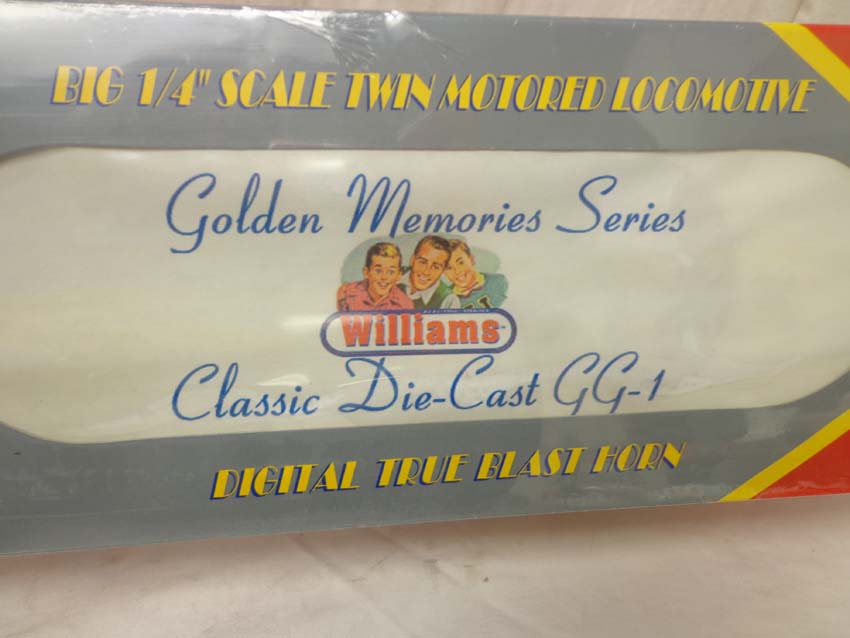 BIG 1/4" SCALE TWIN MOTORED LOCOMOTIVE
Golden Memories Series
Williams
Classic Die-Cast GG-1
DIGITAL TRUE BLAST HORN